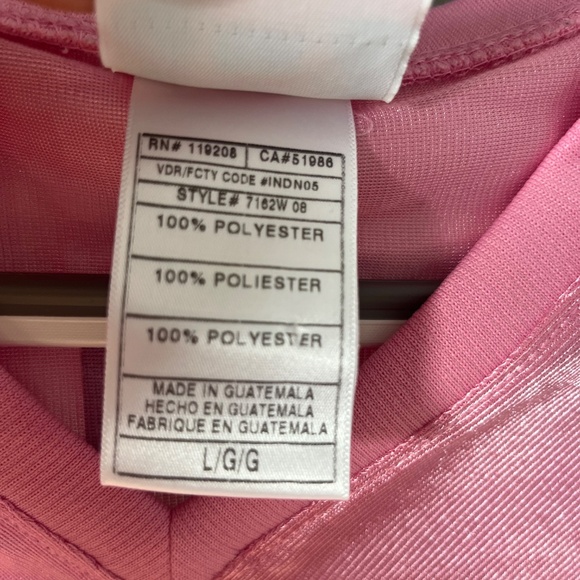 RN# 119208 CA#51986
VDR/FCTY CODE #INDN05
STYLE# 7162W 08
100% POLYESTER
100% POLIESTER
100% POLYESTER
MADE IN GUATEMALA
HECHO EN GUATEMALA
FABRIQUE EN GUATEMALA
L/G/G